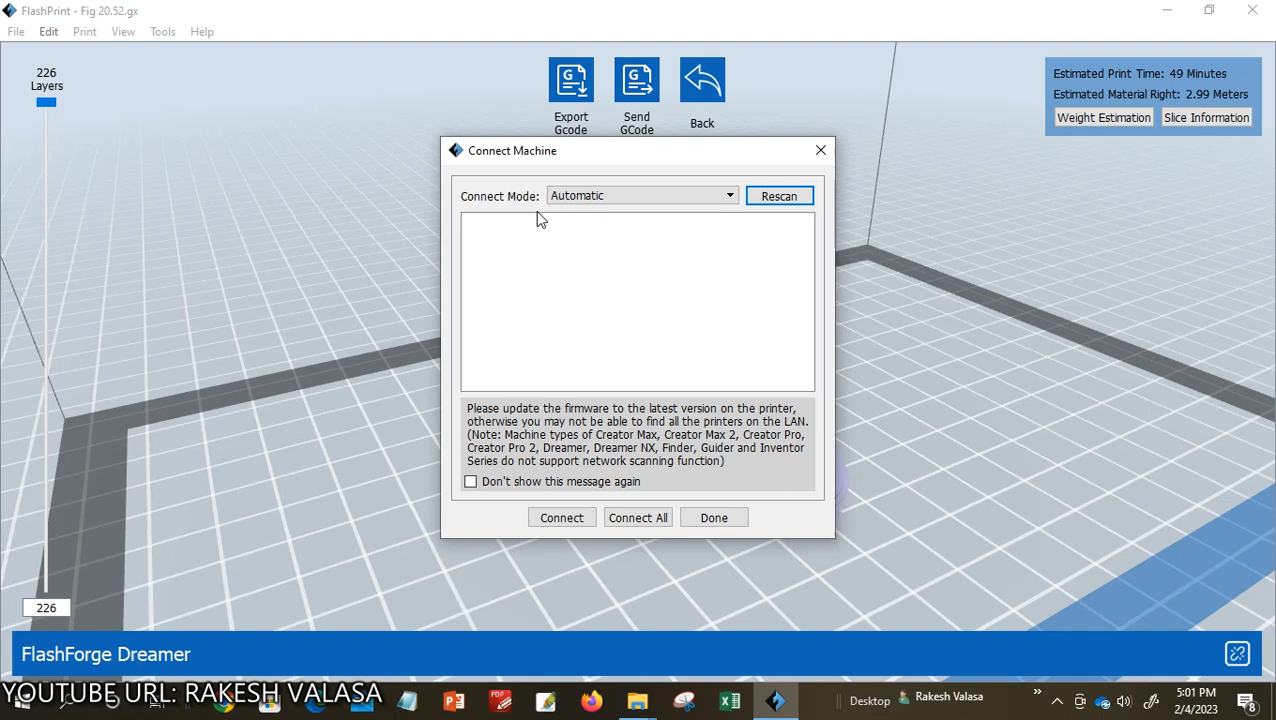 FlashPrint - Fig 20.52.gx
File Edit Print View Tools Help
226
Layers
Export
Gcode
Send
GCode
Back
Estimated Print Time: 49 Minutes
Estimated Material Right: 2.99 Meters
Weight Estimation
Slice Information
Connect Machine
Connect Mode: Automatic
Rescan
Please update the firmware to the latest version on the printer,
otherwise you may not be able to find all the printers on the LAN.
(Note: Machine types of Creator Max, Creator Max 2, Creator Pro,
Creator Pro 2, Dreamer, Dreamer NX, Finder, Guider and Inventor
Series do not support network scanning function)
Don't show this message again
Connect
Connect All
Done
226
FlashForge Dreamer
YOUTUBE URL: RAKESH VALASA
PDF
Desktop
Rakesh Valasa
5:01 PM
2/4/2023
8